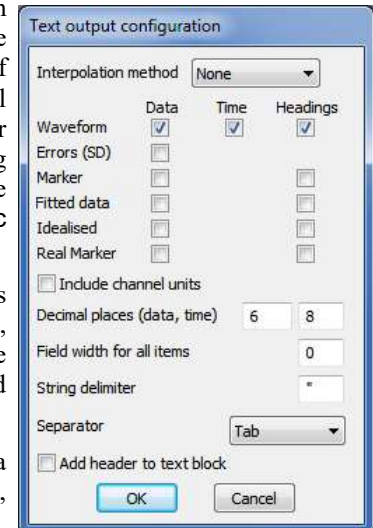 Text output configuration
Interpolation method None
Data Time Headings
Waveform
Errors (SD)
Marker
Fitted data
Idealised
Real Marker
Include channel units
Decimal places (data, time) 6 8
Field width for all items 0
String delimiter "
Separator Tab
Add header to text block
OK Cancel